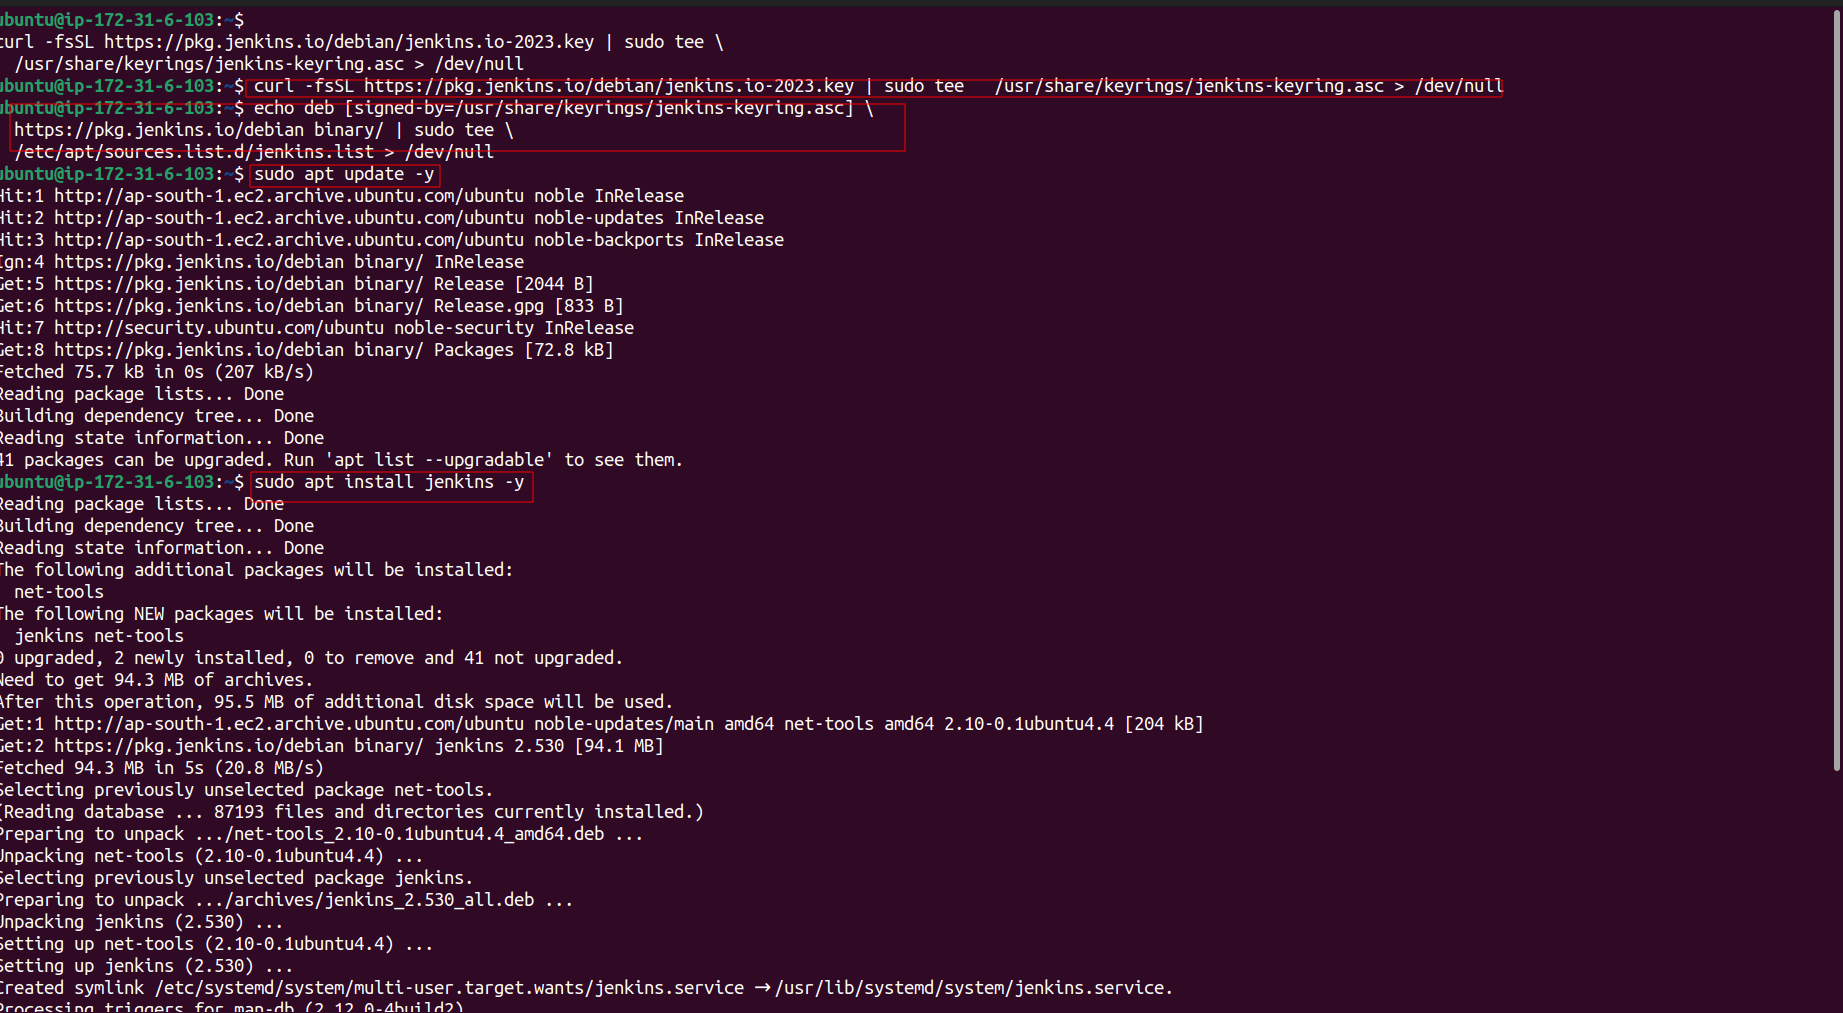 ubuntu@ip-172-31-6-103:~$
curl -fsSL https://pkg.jenkins.io/debian/jenkins.io-2023.key | sudo tee \
  /usr/share/keyrings/jenkins-keyring.asc > /dev/null
ubuntu@ip-172-31-6-103:~$ curl -fsSL https://pkg.jenkins.io/debian/jenkins.io-2023.key | sudo tee   /usr/share/keyrings/jenkins-keyring.asc > /dev/null
ubuntu@ip-172-31-6-103:~$ echo deb [signed-by=/usr/share/keyrings/jenkins-keyring.asc] \
  https://pkg.jenkins.io/debian binary/ | sudo tee \
  /etc/apt/sources.list.d/jenkins.list > /dev/null
ubuntu@ip-172-31-6-103:~$ sudo apt update -y
Hit:1 http://ap-south-1.ec2.archive.ubuntu.com/ubuntu noble InRelease
Hit:2 http://ap-south-1.ec2.archive.ubuntu.com/ubuntu noble-updates InRelease
Hit:3 http://ap-south-1.ec2.archive.ubuntu.com/ubuntu noble-backports InRelease
Ign:4 https://pkg.jenkins.io/debian binary/ InRelease
Get:5 https://pkg.jenkins.io/debian binary/ Release [2044 B]
Get:6 https://pkg.jenkins.io/debian binary/ Release.gpg [833 B]
Hit:7 http://security.ubuntu.com/ubuntu noble-security InRelease
Get:8 https://pkg.jenkins.io/debian binary/ Packages [72.8 kB]
Fetched 75.7 kB in 0s (207 kB/s)
Reading package lists... Done
Building dependency tree... Done
Reading state information... Done
41 packages can be upgraded. Run 'apt list --upgradable' to see them.
ubuntu@ip-172-31-6-103:~$ sudo apt install jenkins -y
Reading package lists... Done
Building dependency tree... Done
Reading state information... Done
The following additional packages will be installed:
  net-tools
The following NEW packages will be installed:
  jenkins net-tools
0 upgraded, 2 newly installed, 0 to remove and 41 not upgraded.
Need to get 94.3 MB of archives.
After this operation, 95.5 MB of additional disk space will be used.
Get:1 http://ap-south-1.ec2.archive.ubuntu.com/ubuntu noble-updates/main amd64 net-tools amd64 2.10-0.1ubuntu4.4 [204 kB]
Get:2 https://pkg.jenkins.io/debian binary/ jenkins 2.530 [94.1 MB]
Fetched 94.3 MB in 5s (20.8 MB/s)
Selecting previously unselected package net-tools.
(Reading database ... 87193 files and directories currently installed.)
Preparing to unpack .../net-tools_2.10-0.1ubuntu4.4_amd64.deb ...
Unpacking net-tools (2.10-0.1ubuntu4.4) ...
Selecting previously unselected package jenkins.
Preparing to unpack .../archives/jenkins_2.530_all.deb ...
Unpacking jenkins (2.530) ...
Setting up net-tools (2.10-0.1ubuntu4.4) ...
Setting up jenkins (2.530) ...
Created symlink /etc/systemd/system/multi-user.target.wants/jenkins.service → /usr/lib/systemd/system/jenkins.service.
Processing triggers for man-db (2.12.0-4build2)